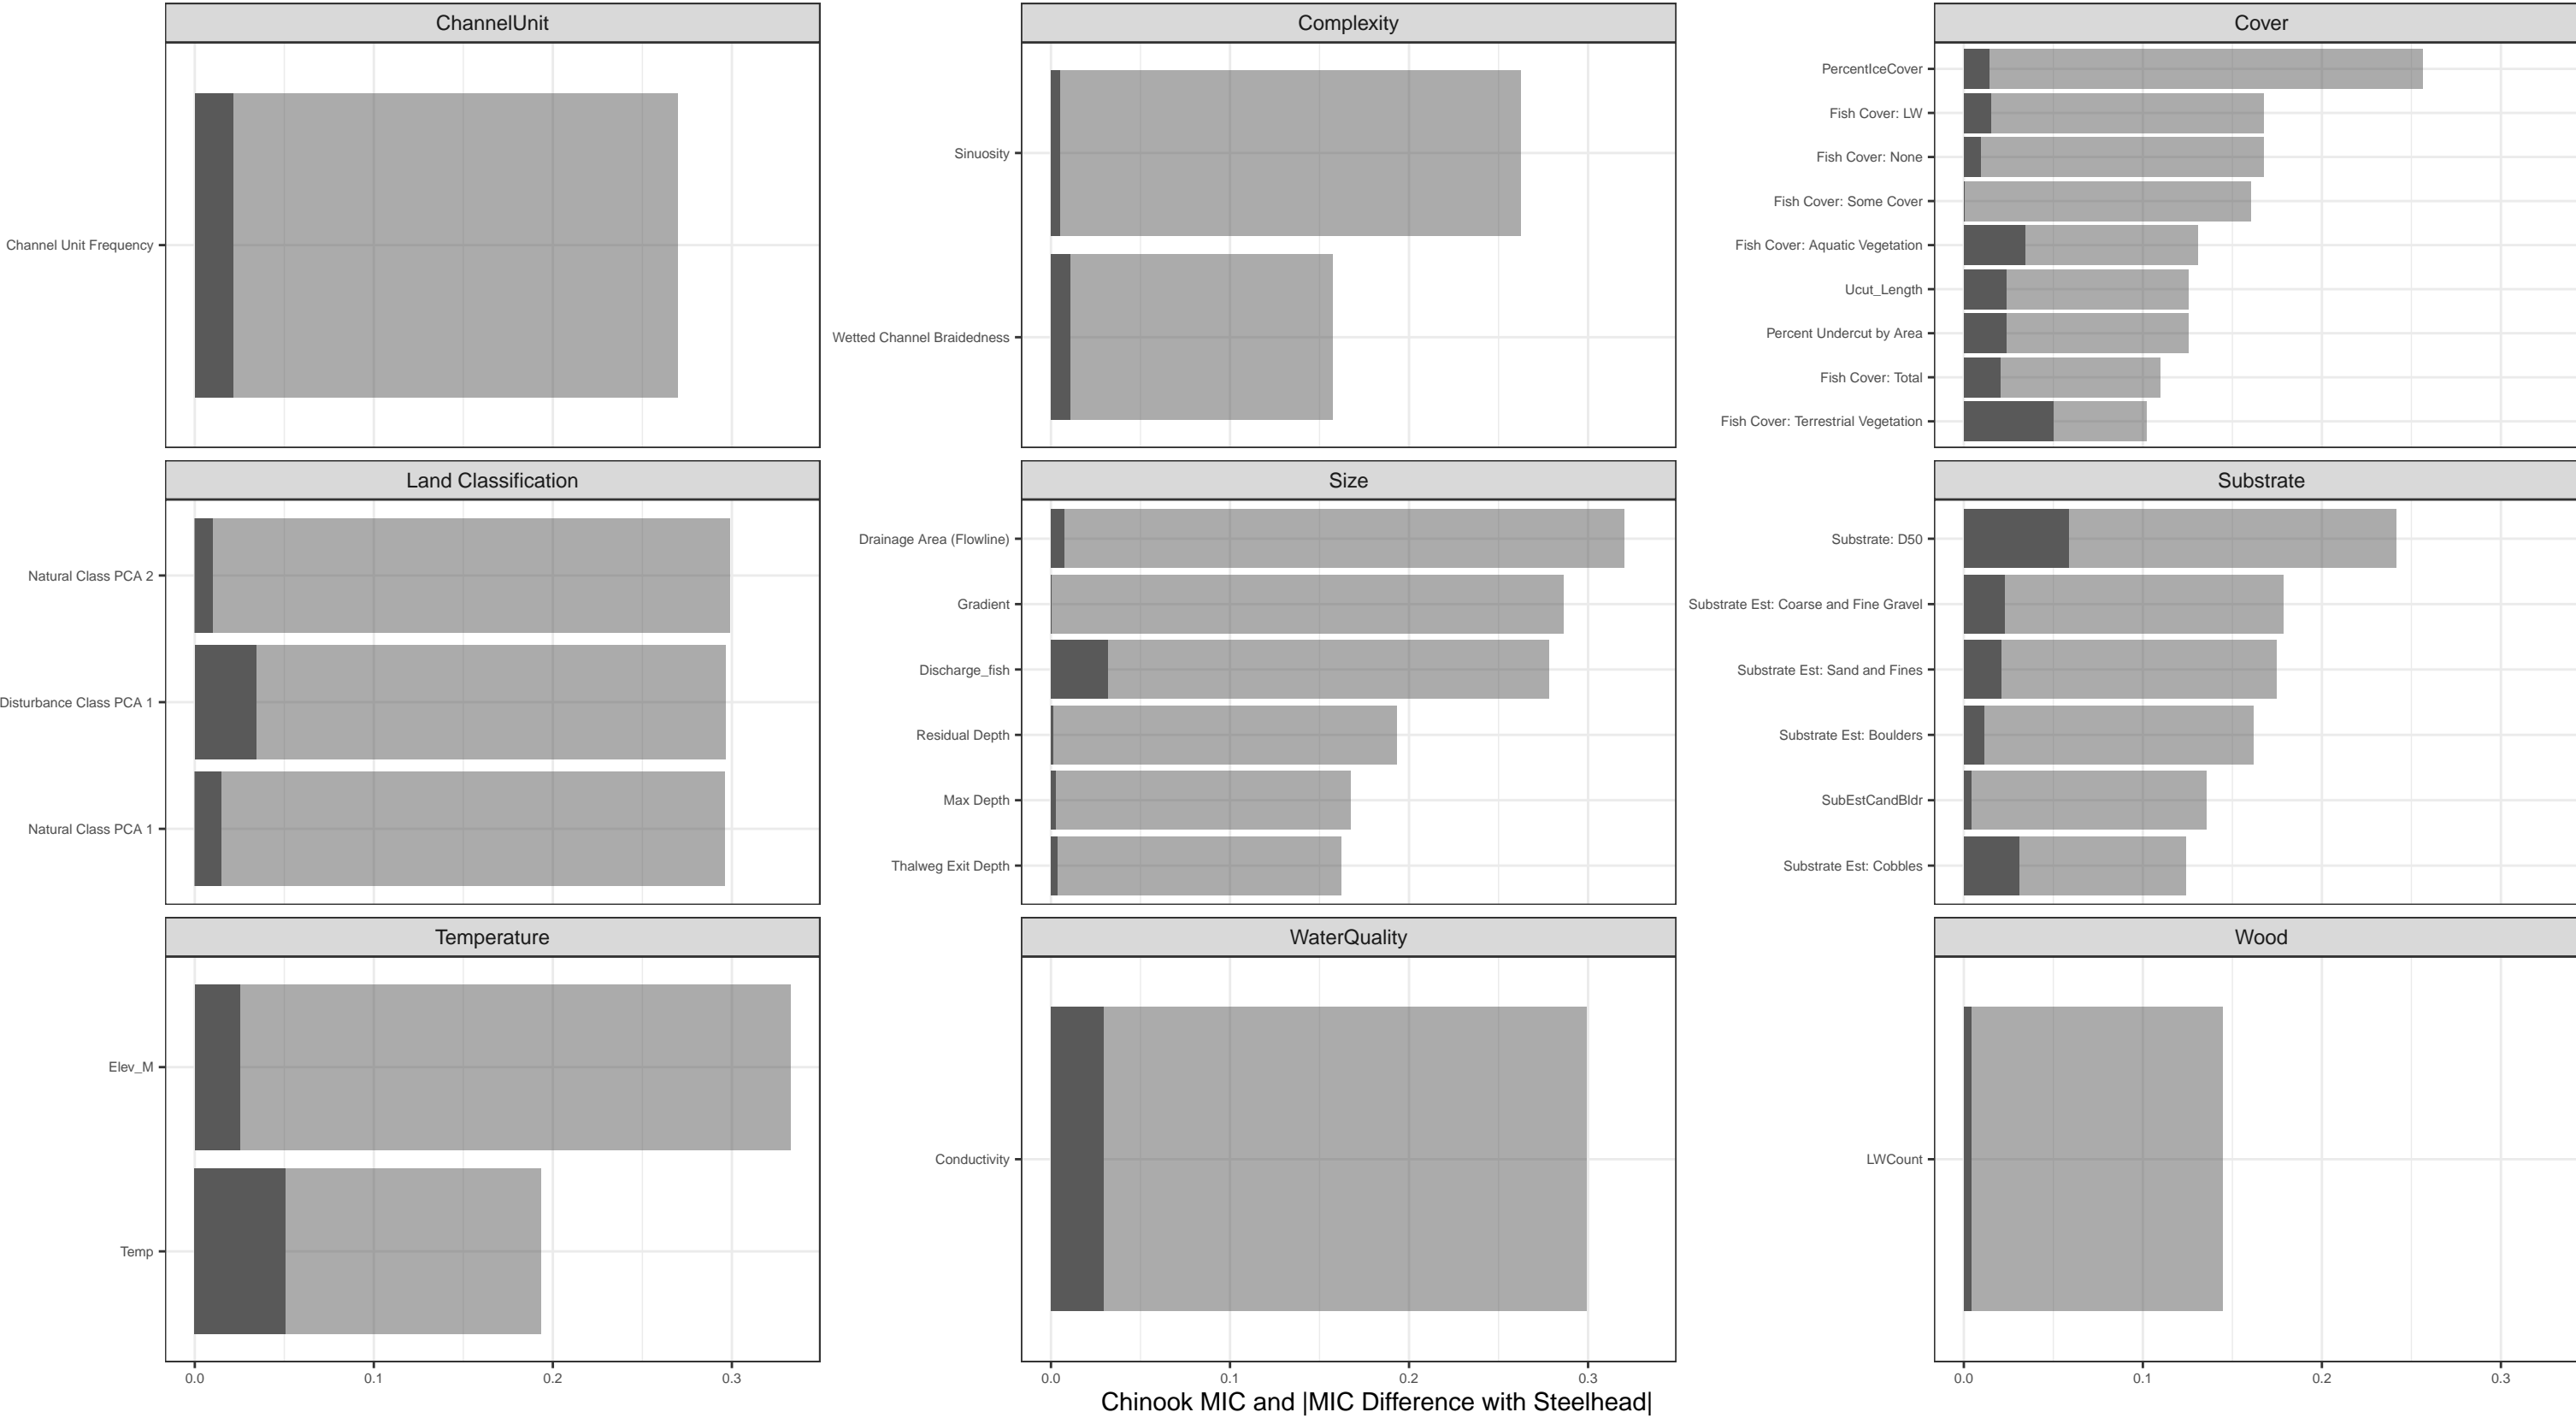 ChannelUnit
Channel Unit Frequency
Complexity
Sinuosity
Wetted Channel Braidedness
Cover
PercentIceCover
Fish Cover: LW
Fish Cover: None
Fish Cover: Some Cover
Fish Cover: Aquatic Vegetation
Ucut_Length
Percent Undercut by Area
Fish Cover: Total
Fish Cover: Terrestrial Vegetation
Land Classification
Natural Class PCA 2
Disturbance Class PCA 1
Natural Class PCA 1
Size
Drainage Area (Flowline)
Gradient
Discharge_fish
Residual Depth
Max Depth
Thalweg Exit Depth
Substrate
Substrate: D50
Substrate Est: Coarse and Fine Gravel
Substrate Est: Sand and Fines
Substrate Est: Boulders
SubEstCandBldr
Substrate Est: Cobbles
Temperature
Elev_M
Temp
0.0 0.1 0.2 0.3
WaterQuality
Conductivity
0.0 0.1 0.2 0.3
Wood
LWCount
0.0 0.1 0.2 0.3
Chinook MIC and |MIC Difference with Steelhead|